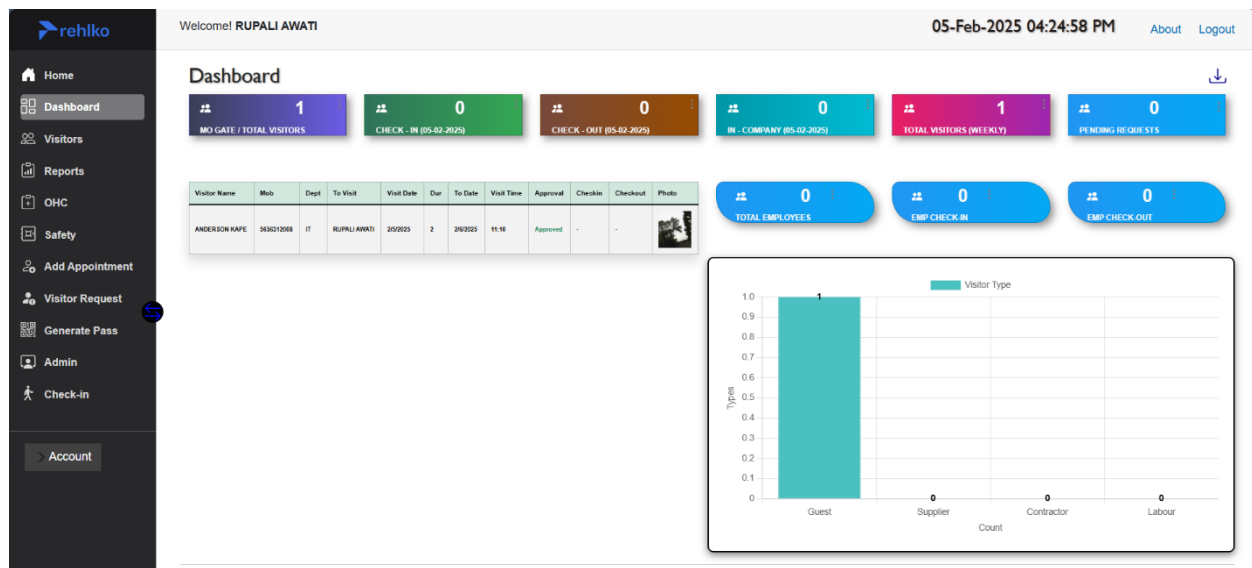 rehlko
Welcome! RUPALI AWATI
05-Feb-2025 04:24:58 PM
About
Logout
Home
Dashboard
Visitors
Reports
OHC
Safety
Add Appointment
Visitor Request
Generate Pass
Admin
Check-in
Account
Dashboard
1
MO GATE / TOTAL VISITORS
0
CHECK - IN (05-02-2025)
0
CHECK - OUT (05-02-2025)
0
IN - COMPANY (05-02-2025)
1
TOTAL VISITORS (WEEKLY)
0
PENDING REQUESTS
Visitor Name Mob Dept To Visit Visit Date Dur To Date Visit Time Approval Checkin Checkout Photo
ANDERSON KAPE 5656312008 IT RUPALI AWATI 2/5/2025 2 2/6/2025 11:10 Approved - -
0
TOTAL EMPLOYEES
0
EMP CHECK-IN
0
EMP CHECK-OUT
Visitor Type
1.0
0.9
0.8
0.7
0.6
0.5
0.4
0.3
0.2
0.1
0
Types
1
0
0
0
Guest Supplier Contractor Labour
Count